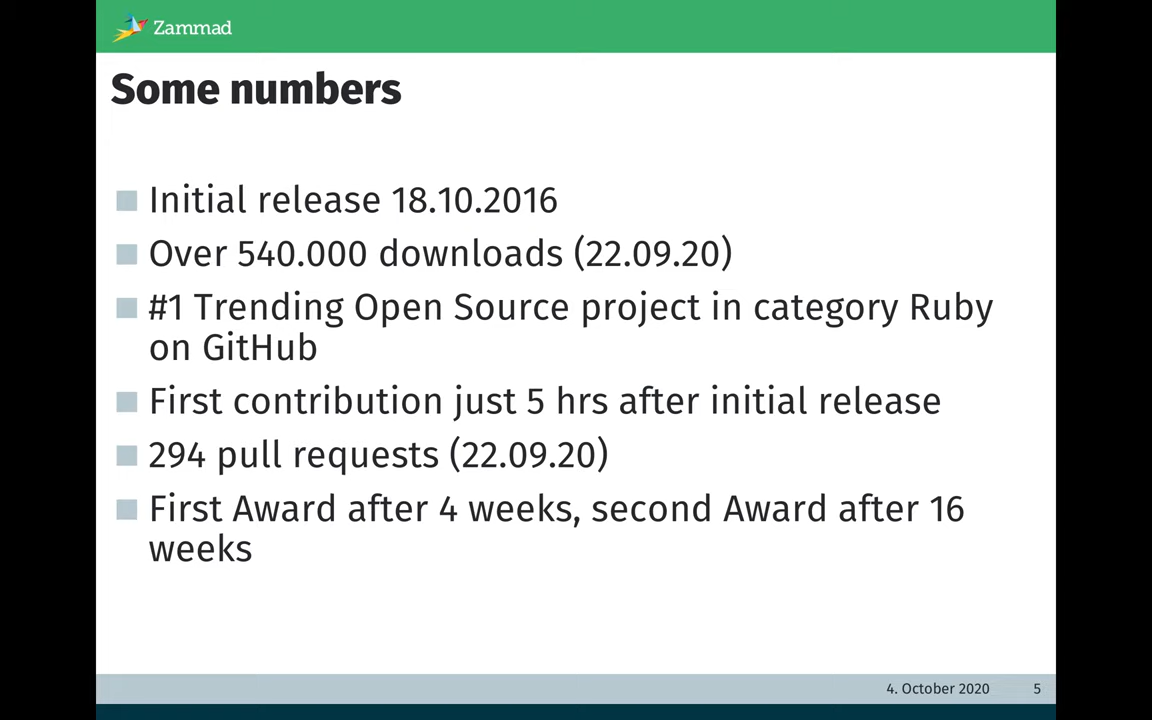 Zammad
Some numbers
Initial release 18.10.2016
Over 540.000 downloads (22.09.20)
#1 Trending Open Source project in category Ruby
on GitHub
First contribution just 5 hrs after initial release
294 pull requests (22.09.20)
First Award after 4 weeks, second Award after 16
weeks
4. October 2020 5